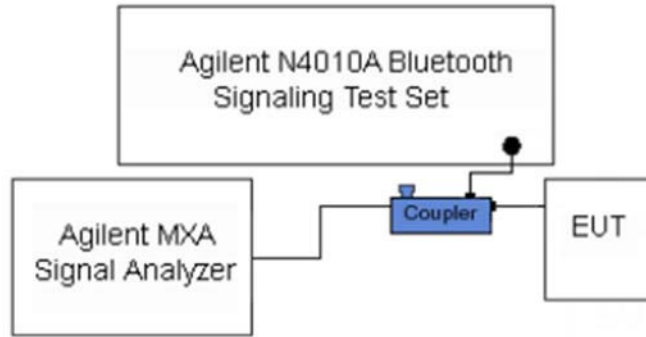 Agilent N4010A Bluetooth
Signaling Test Set
Coupler
EUT
Agilent MXA
Signal Analyzer